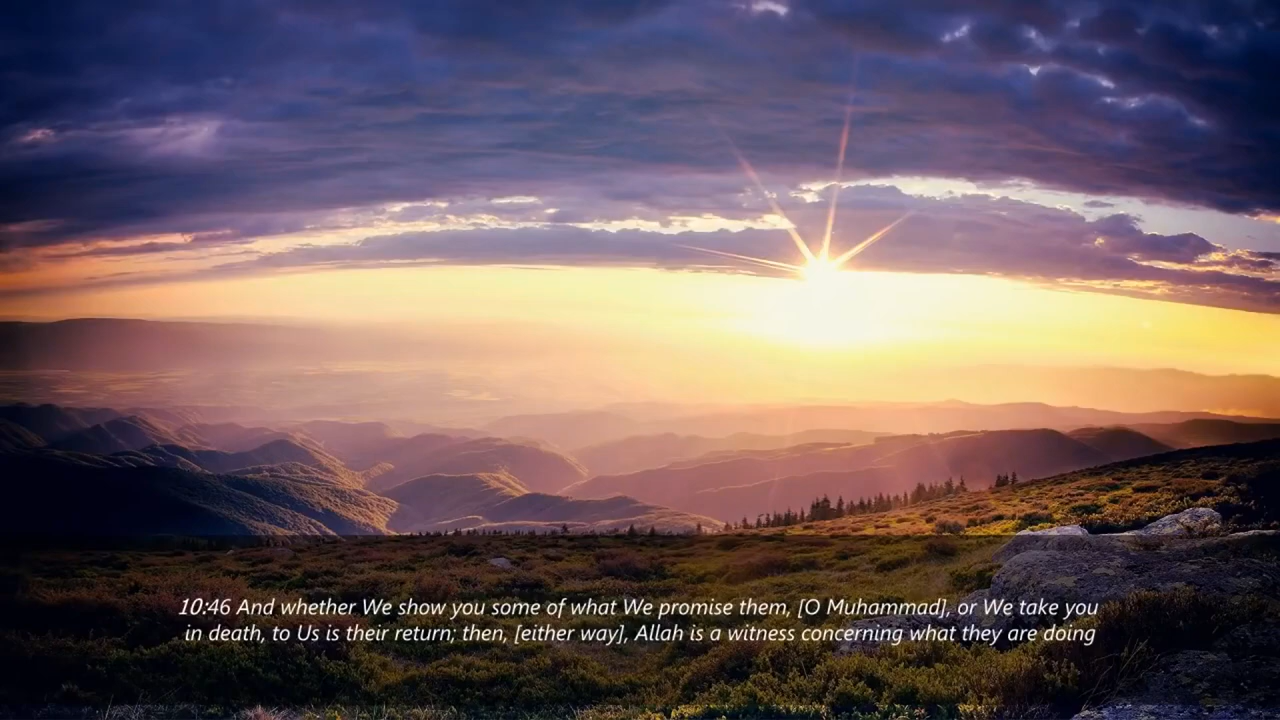 10:46 And whether We show you some of what We promise them, [O Muhammad], or We take you
in death, to Us is their return; then, [either way], Allah is a witness concerning what they are doing